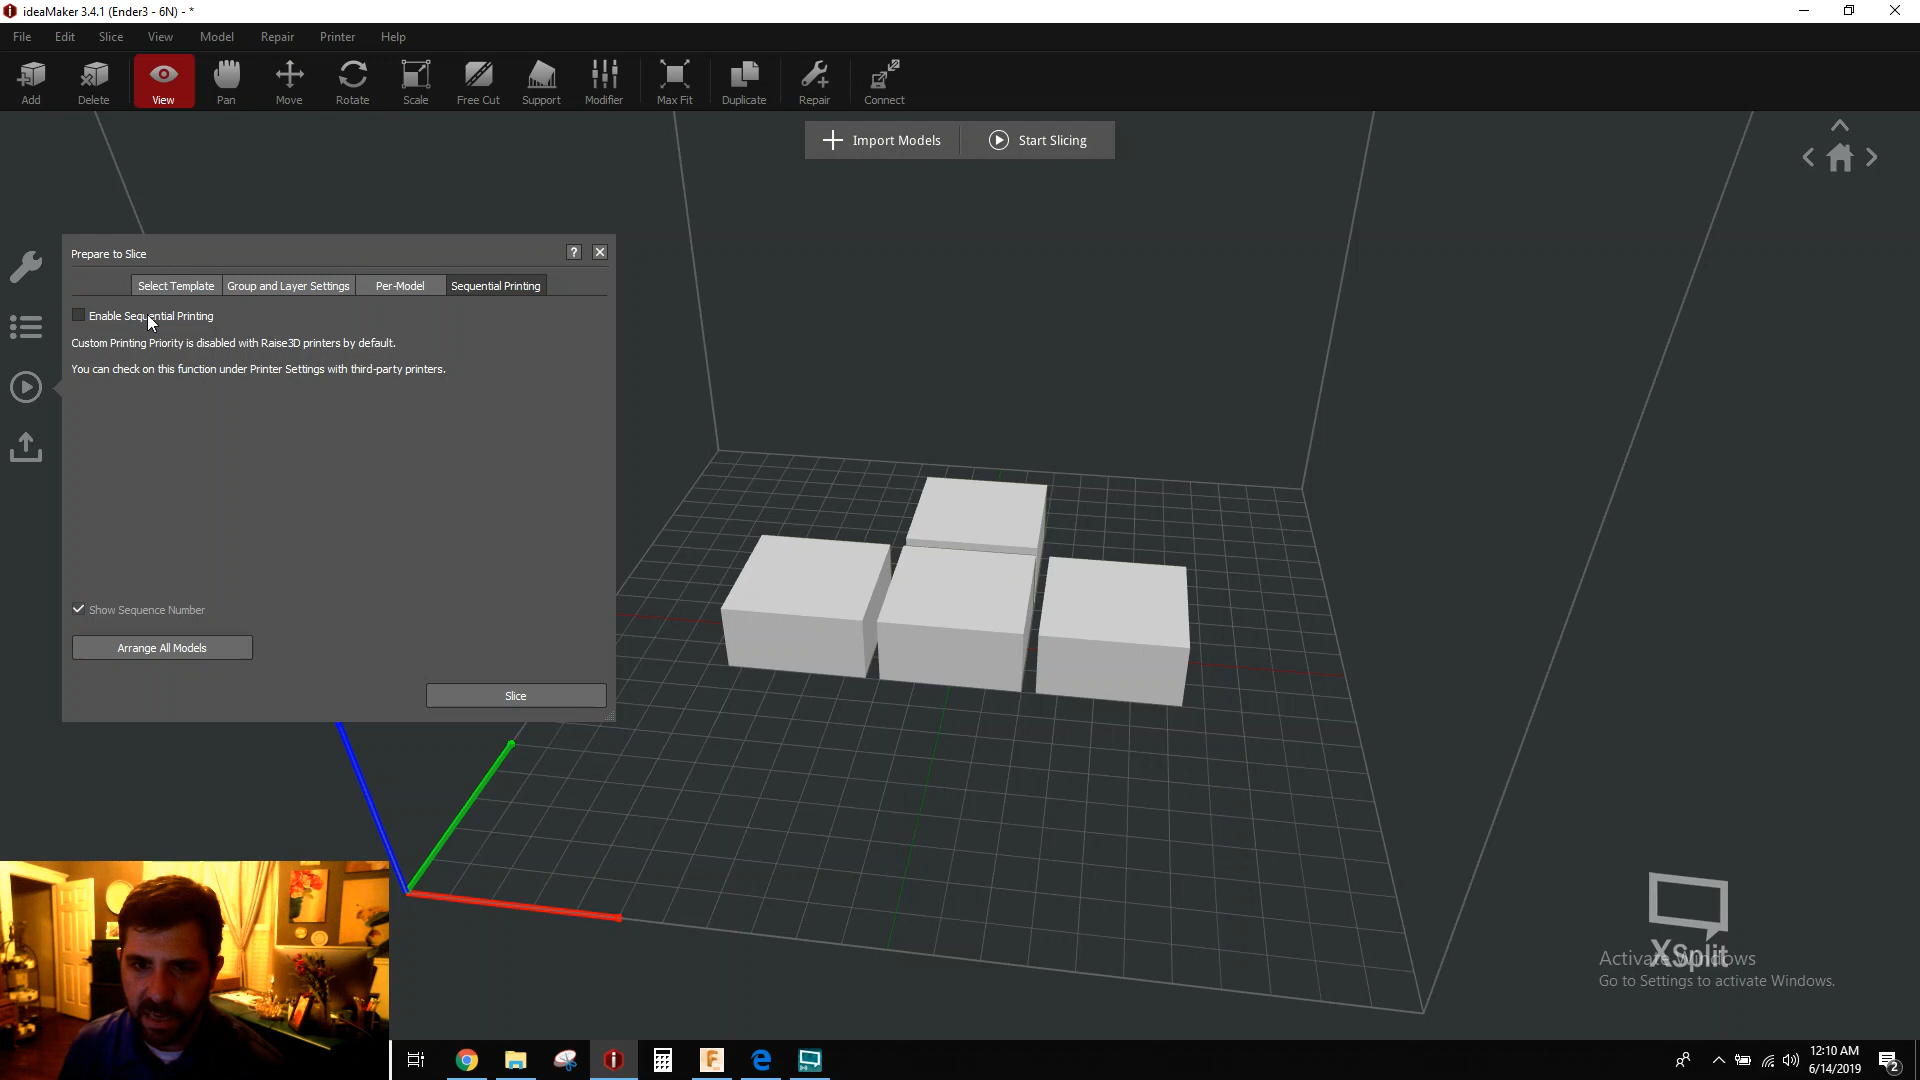 ideaMaker 3.4.1 (Ender3 - 6N) - *
File Edit Slice View Model Repair Printer Help
Add Delete View Pan Move Rotate Scale Free Cut Support Modifier Max Fit Duplicate Repair Connect
Import Models Start Slicing
Prepare to Slice ?
Select Template Group and Layer Settings Per-Model Sequential Printing
Enable Sequential Printing
Custom Printing Priority is disabled with Raise3D printers by default.
You can check on this function under Printer Settings with third-party printers.
Show Sequence Number
Arrange All Models
Slice
XSplit
Activate Windows
Go to Settings to activate Windows.
12:10 AM
6/14/2019
2